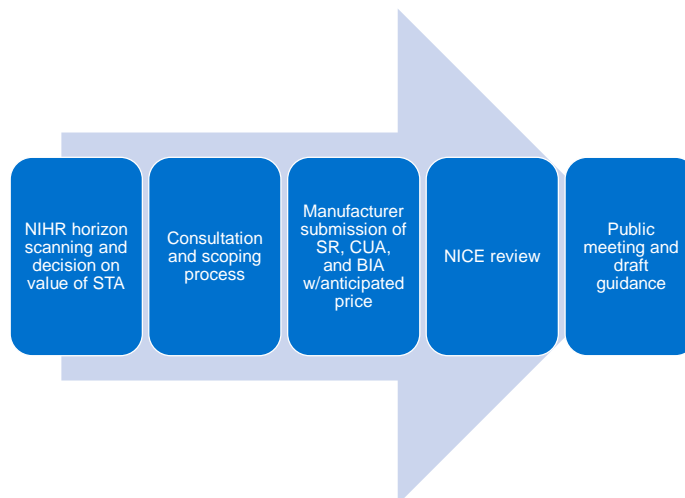 NIHR horizon
scanning and
decision on
value of STA
Consultation
and scoping
process
Manufacturer
submission of
SR, CUA,
and BIA
w/anticipated
price
NICE review
Public
meeting and
draft
guidance